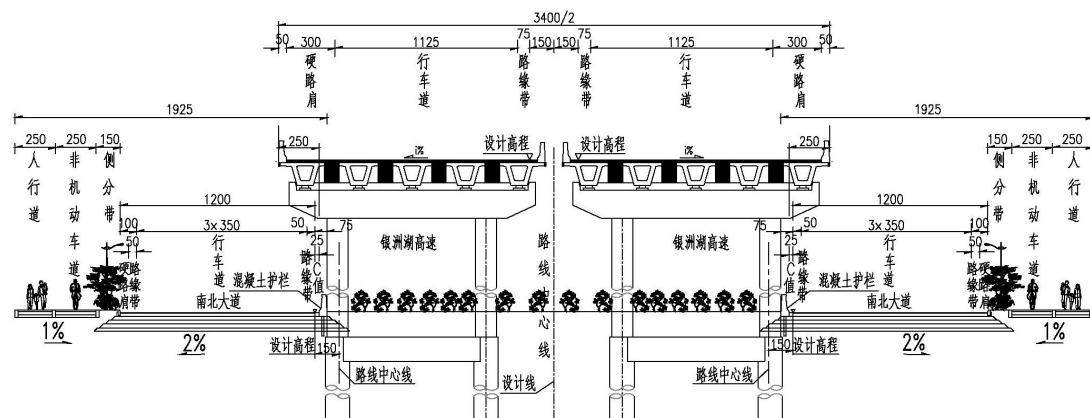 3400/2
50 300 1125 75 150 150 75 1125 300 50
硬路肩 行车道 路缘带 路缘带 行车道 硬路肩
1925 1925
250 250 150 250 设计高程 i% i% 设计高程 250 150 250 250
人行道 非机动车道 侧分带 侧分带 非机动车道 人行道
1200 1200
100 3x350 50 75 75 50 3x350 100
50 25 25 50
银洲湖高速 路线中心线 银洲湖高速
硬路肩 路缘带 行车道 路缘带 C值 C值 路缘带 行车道 路缘带 硬路肩
混凝土护栏 混凝土护栏
南北大道 南北大道
1% 2% 2% 1%
设计高程 150 150 设计高程
路线中心线 设计线 路线中心线